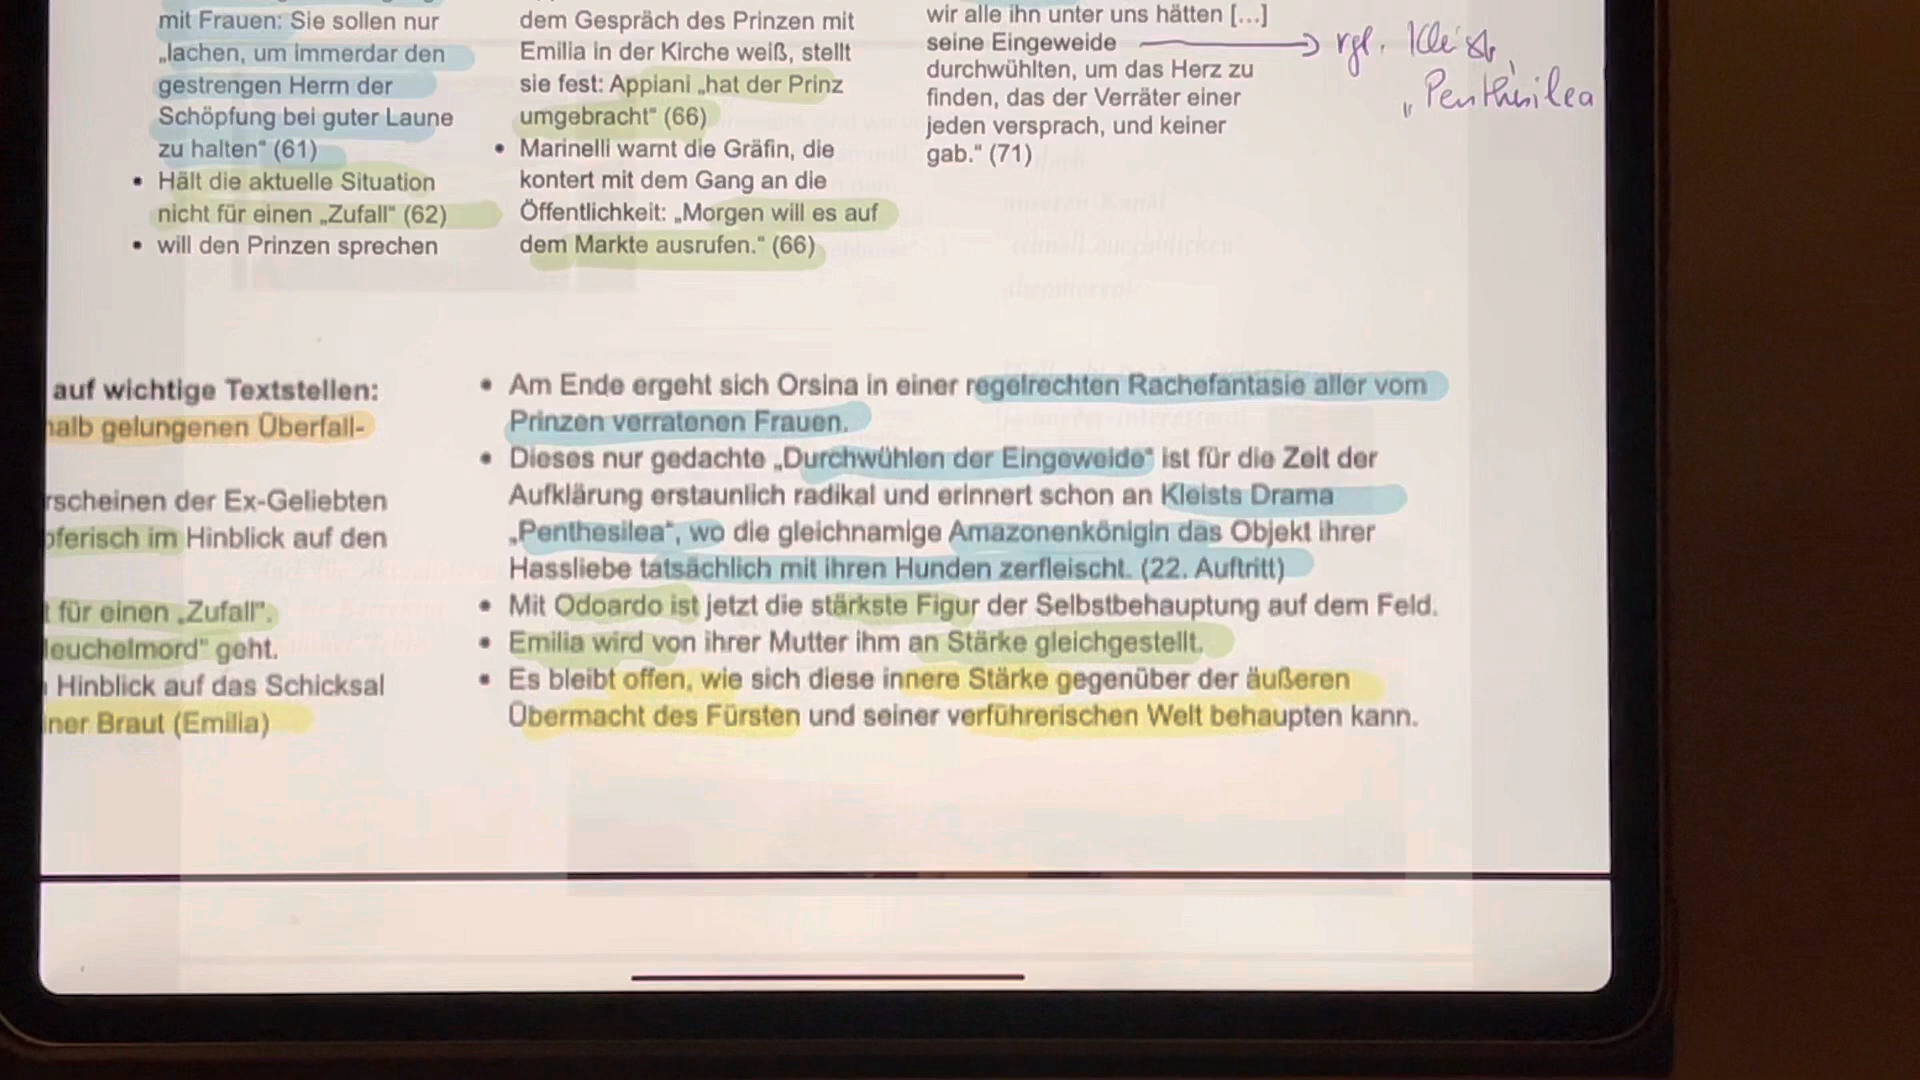 mit Frauen: Sie sollen nur
„lachen, um immerdar den
gestrengen Herrn der
Schöpfung bei guter Laune
zu halten“ (61)
• Hält die aktuelle Situation
nicht für einen „Zufall“ (62)
• will den Prinzen sprechen
dem Gespräch des Prinzen mit
Emilia in der Kirche weiß, stellt
sie fest: Appiani „hat der Prinz
umgebracht“ (66)
• Marinelli warnt die Gräfin, die
kontert mit dem Gang an die
Öffentlichkeit: „Morgen will es auf
dem Markte ausrufen.“ (66)
wir alle ihn unter uns hätten [...]
seine Eingeweide
durchwühlten, um das Herz zu
finden, das der Verräter einer
jeden versprach, und keiner
gab.“ (71)
vgl. Kleist,
„Penthesilea
auf wichtige Textstellen:
halb gelungenen Überfall-
rscheinen der Ex-Geliebten
pferisch im Hinblick auf den
t für einen „Zufall“.
leuchelmord“ geht.
Hinblick auf das Schicksal
iner Braut (Emilia)
• Am Ende ergeht sich Orsina in einer regelrechten Rachefantasie aller vom
Prinzen verratenen Frauen.
• Dieses nur gedachte „Durchwühlen der Eingeweide“ ist für die Zeit der
Aufklärung erstaunlich radikal und erinnert schon an Kleists Drama
„Penthesilea“, wo die gleichnamige Amazonenkönigin das Objekt ihrer
Hassliebe tatsächlich mit ihren Hunden zerfleischt. (22. Auftritt)
• Mit Odoardo ist jetzt die stärkste Figur der Selbstbehauptung auf dem Feld.
• Emilia wird von ihrer Mutter ihm an Stärke gleichgestellt.
• Es bleibt offen, wie sich diese innere Stärke gegenüber der äußeren
Übermacht des Fürsten und seiner verführerischen Welt behaupten kann.